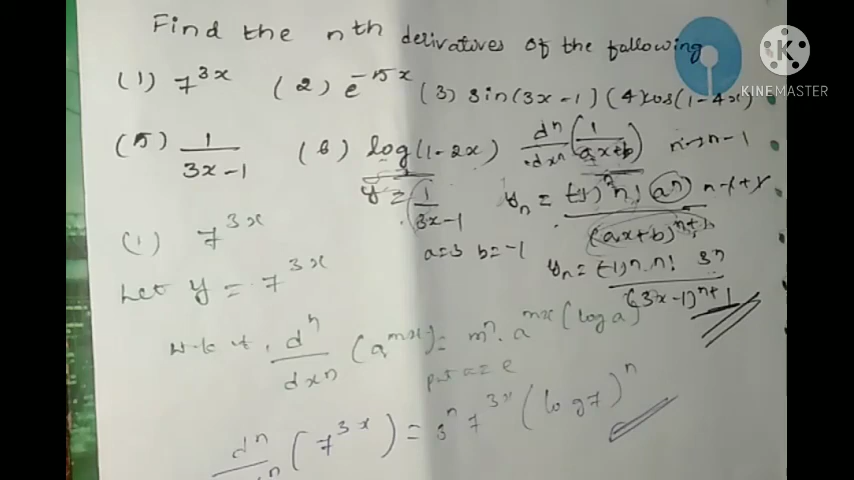 Find the nth derivatives of the following
(1) 7^3x (2) e^-15x (3) sin(3x-1) (4) cos(1-4x)
(5) 1/(3x-1) (6) log(1-2x) d^n/dx^n (1/(ax+b)) n→n-1
y = 1/(3x-1) y_n = (-1)^n n! a^n / (ax+b)^n+1 n-1+1
a=3 b=-1
y_n = (-1)^n n! 3^n / (3x-1)^n+1
(1) 7^3x
Let y = 7^3x
w.k.t, d^n/dx^n (a^mx) = m^n. a^mx (log a)^n
put a = e
d^n/dx^n (7^3x) = 3^n 7^3x (log 7)^n
K
KINEMASTER